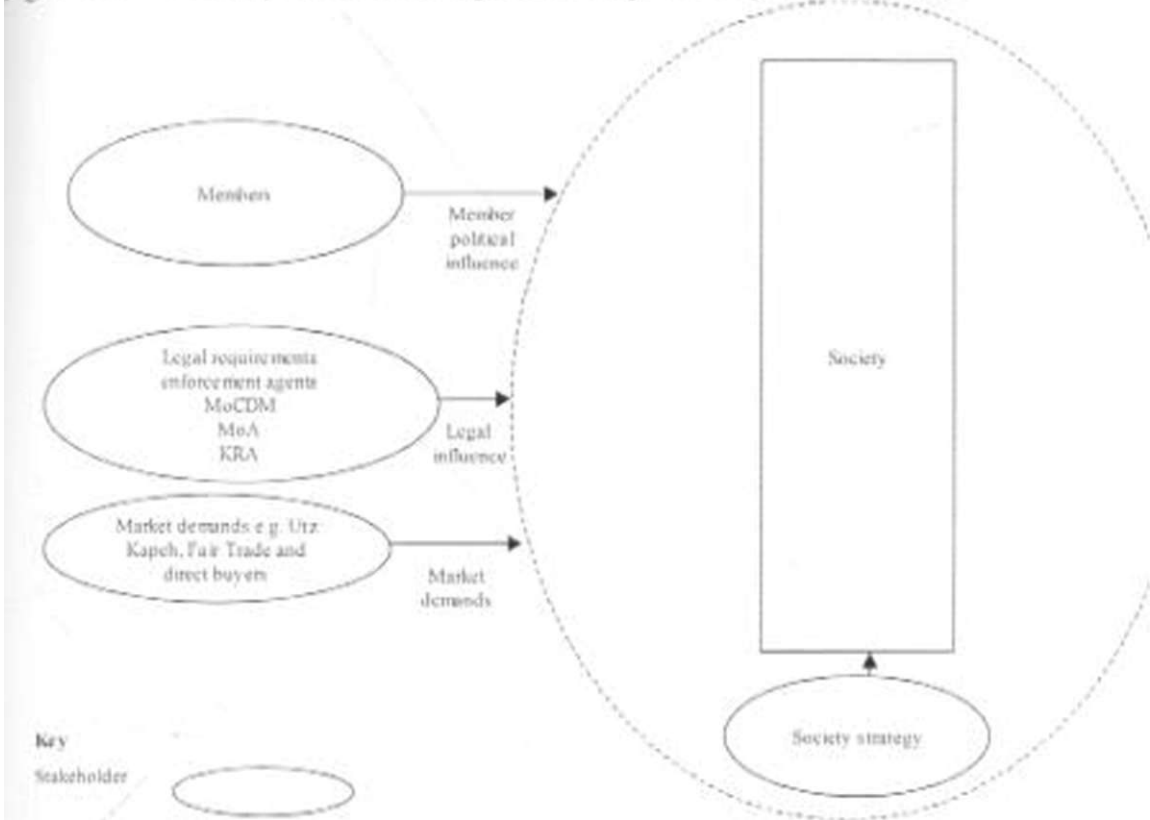 Members
Member
political
influence
Legal requirements
enforcement agents
MoCDM
MoA
KRA
Legal
influence
Society
Market demands e.g. Utz
Kapeh, Fair Trade and
direct buyers
Market
demands
Society strategy
Key
Stakeholder